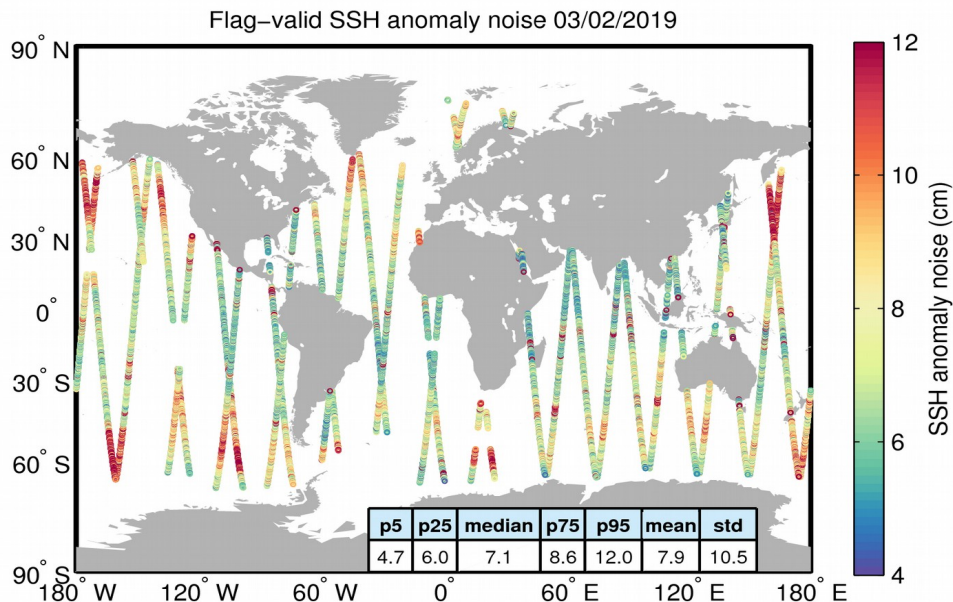 Flag−valid SSH anomaly noise 03/02/2019
90° N
60° N
30° N
0°
30° S
60° S
90° S
180° W
120° W
60° W
0°
60° E
120° E
180° E
p5 p25 median p75 p95 mean std
4.7 6.0 7.1 8.6 12.0 7.9 10.5
12
10
8
6
4
SSH anomaly noise (cm)